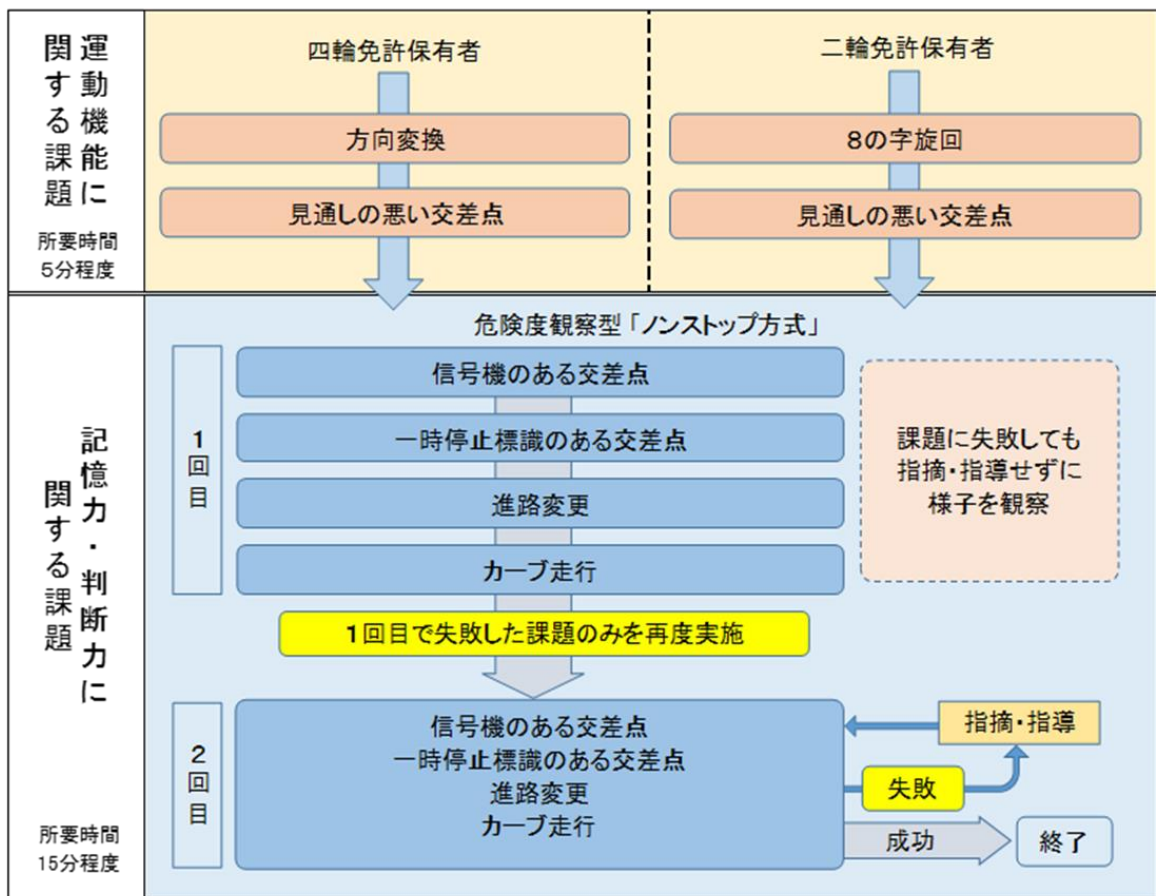 運動機能に
関する課題
所要時間
5分程度
四輪免許保有者
方向変換
見通しの悪い交差点
二輪免許保有者
8の字旋回
見通しの悪い交差点
記憶力・判断力に
関する課題
所要時間
15分程度
危険度観察型「ノンストップ方式」
1
回
目
信号機のある交差点
一時停止標識のある交差点
進路変更
カーブ走行
課題に失敗しても
指摘・指導せずに
様子を観察
1回目で失敗した課題のみを再度実施
2
回
目
信号機のある交差点
一時停止標識のある交差点
進路変更
カーブ走行
指摘・指導
失敗
成功
終了